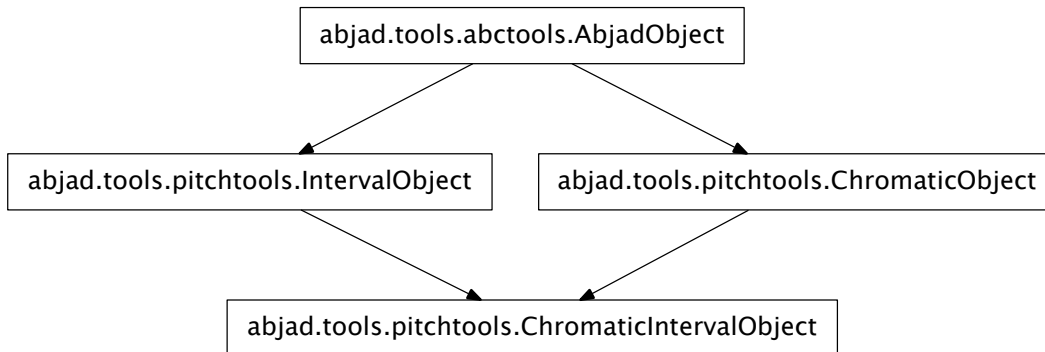 abjad.tools.abctools.AbjadObject
abjad.tools.pitchtools.IntervalObject
abjad.tools.pitchtools.ChromaticObject
abjad.tools.pitchtools.ChromaticIntervalObject